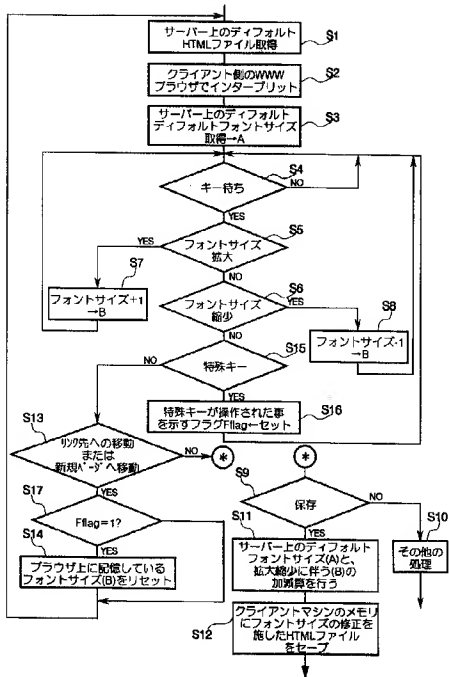 サーバー上のディフォルト
HTMLファイル取得
S1
クライアント側のWWW
ブラウザでインタープリット
S2
サーバー上のディフォルト
ディフォルトフォントサイズ
取得→A
S3
S4
キー待ち
NO
YES
S5
フォントサイズ
拡大
YES
NO
S7
フォントサイズ+1
→B
S6
フォントサイズ
縮少
YES
NO
S8
フォントサイズ-1
→B
S15
特殊キー
NO
YES
S16
特殊キーが操作された事
を示すフラグFflag←セット
S13
リンク先への移動
または
新規ページへ移動
NO
*
YES
S17
Fflag=1?
YES
S14
ブラウザ上に記憶している
フォントサイズ(B)をリセット
*
S9
保存
NO
YES
S10
その他の
処理
S11
サーバー上のディフォルト
フォントサイズ(A)と、
拡大縮少に伴う(B)の
加減算を行う
S12
クライアントマシンのメモリ
にフォントサイズの修正を
施したHTMLファイル
をセーブ